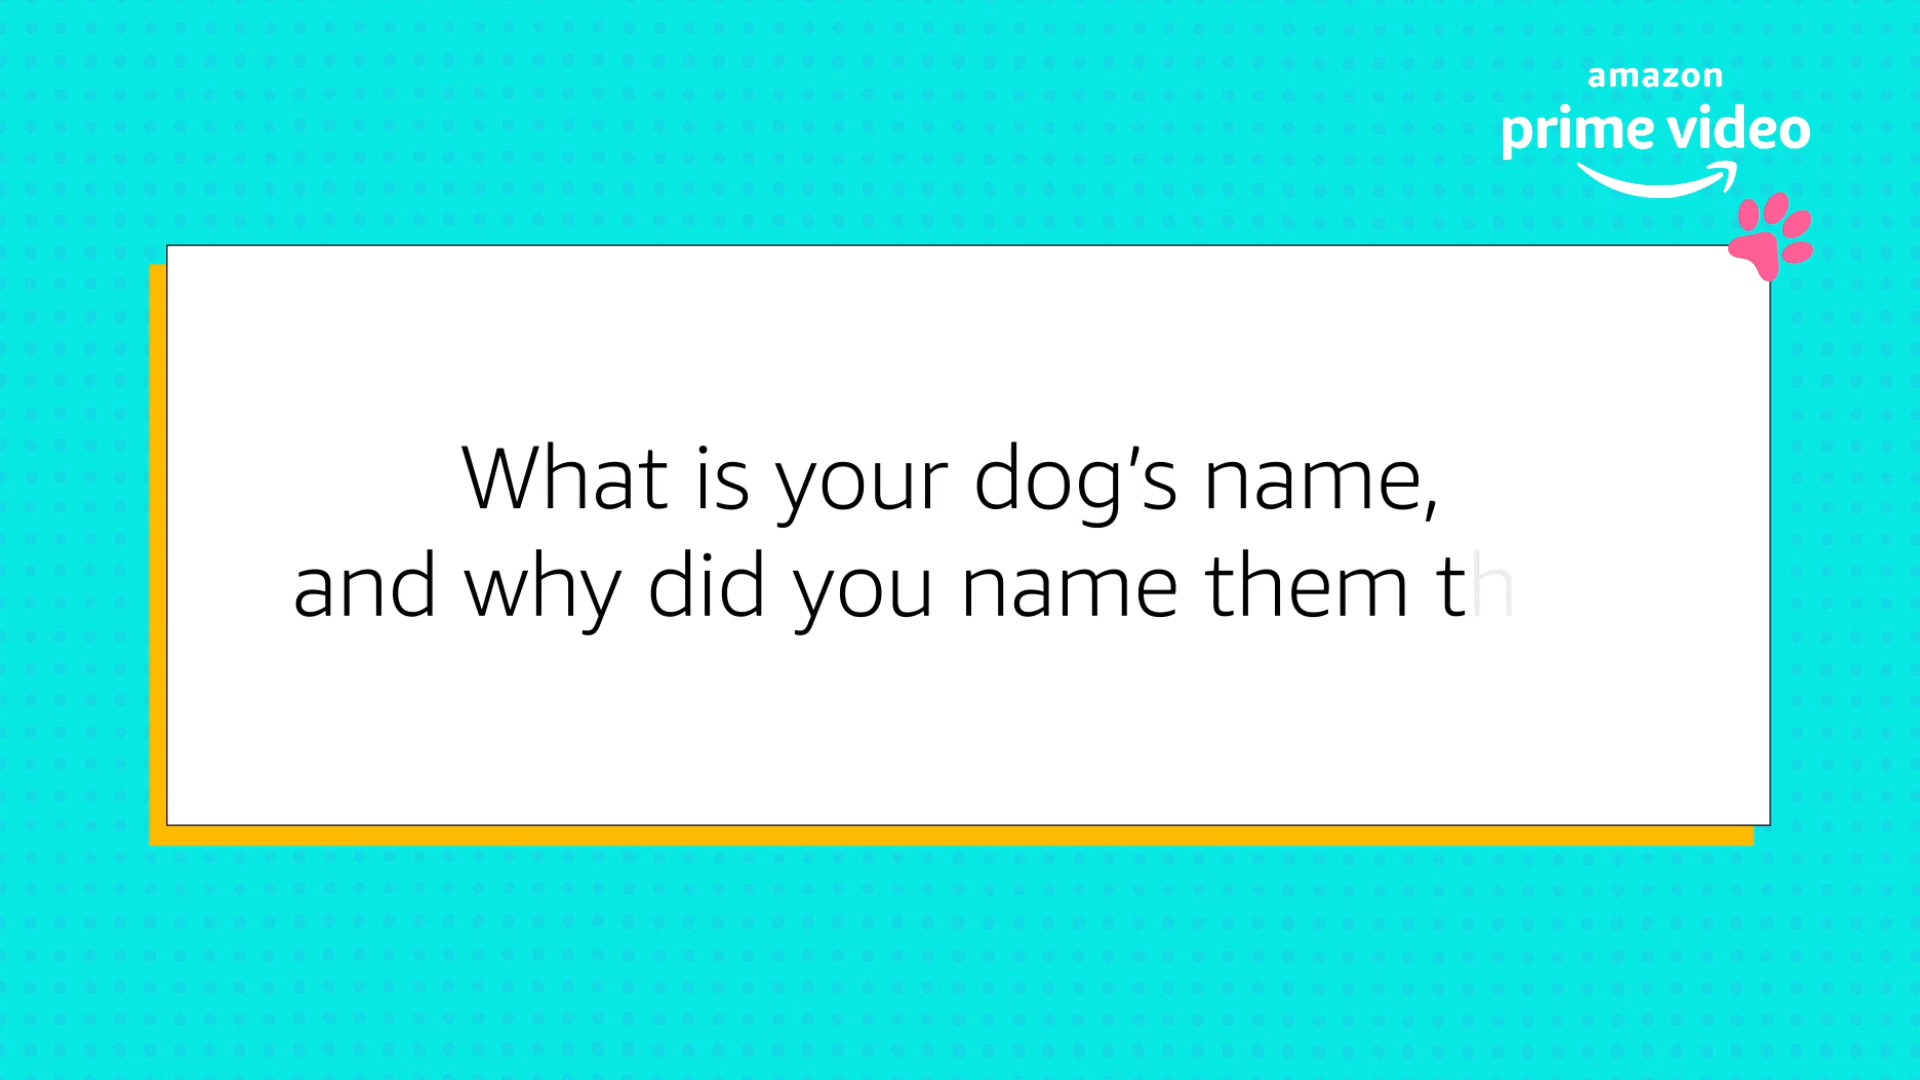 amazon
prime video
What is your dog’s name,
and why did you name them th